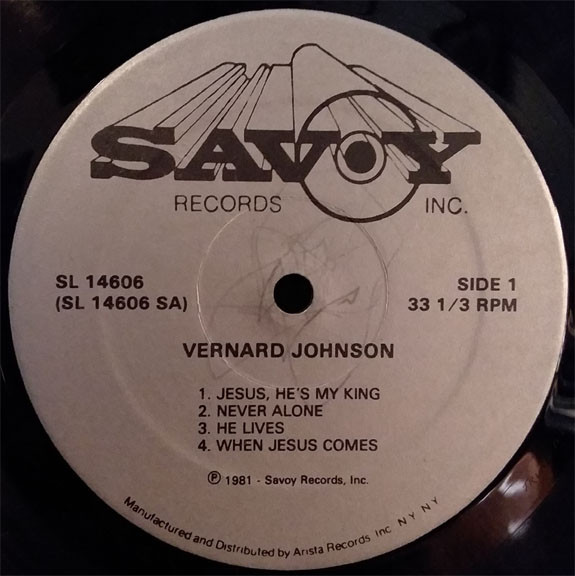 SAVOY
RECORDS INC.
SL 14606
(SL 14606 SA)
SIDE 1
33 1/3 RPM
VERNARD JOHNSON
1. JESUS, HE'S MY KING
2. NEVER ALONE
3. HE LIVES
4. WHEN JESUS COMES
℗ 1981 - Savoy Records, Inc.
Manufactured and Distributed by Arista Records Inc. N Y N Y